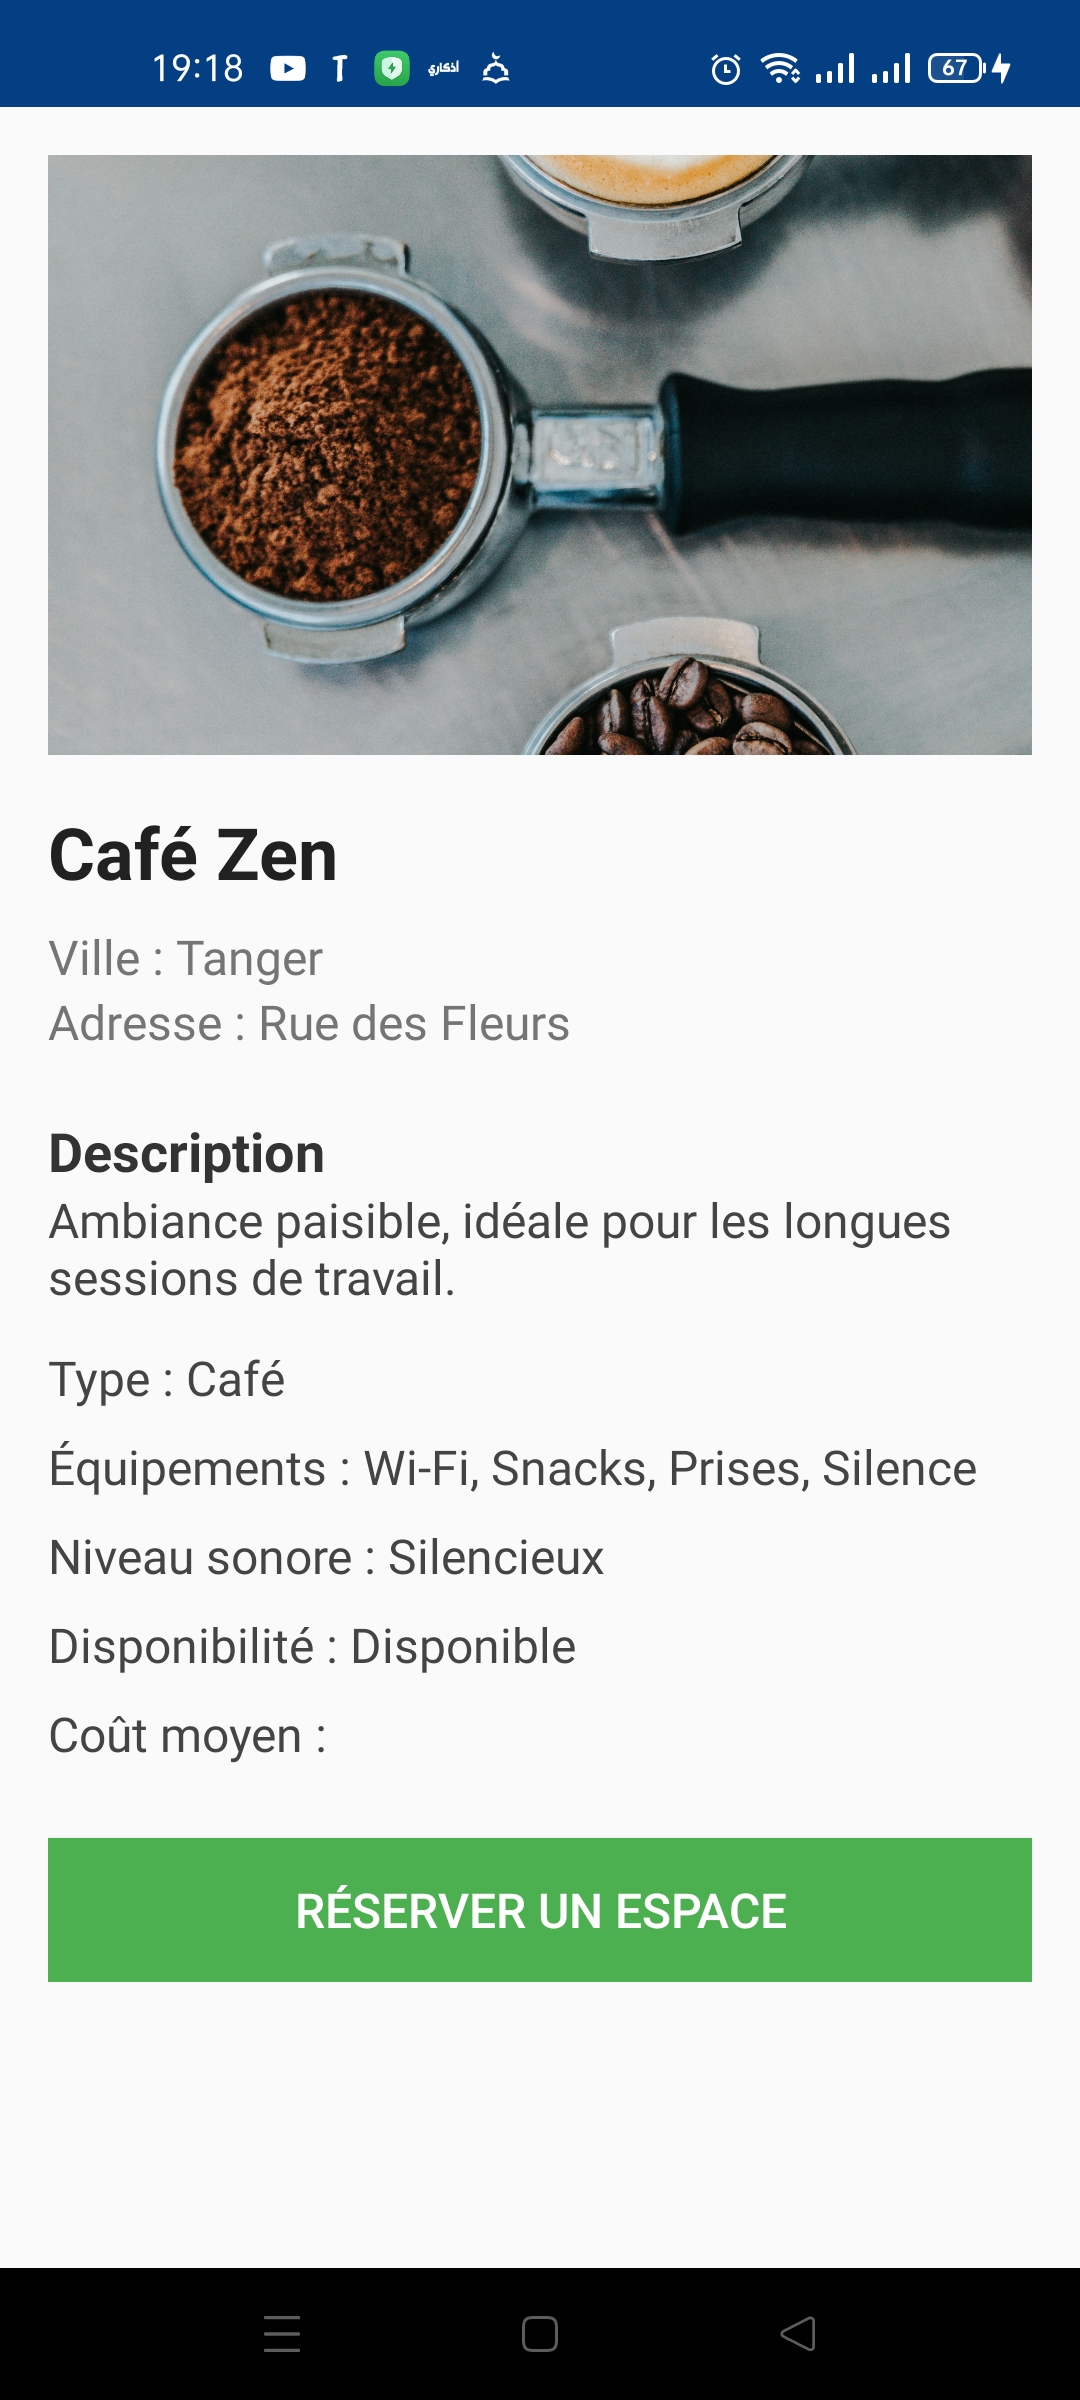 19:18
أذكاري
67
Café Zen
Ville : Tanger
Adresse : Rue des Fleurs
Description
Ambiance paisible, idéale pour les longues
sessions de travail.
Type : Café
Équipements : Wi-Fi, Snacks, Prises, Silence
Niveau sonore : Silencieux
Disponibilité : Disponible
Coût moyen :
RÉSERVER UN ESPACE